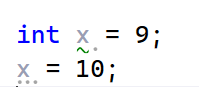 int x = 9;
x = 10;